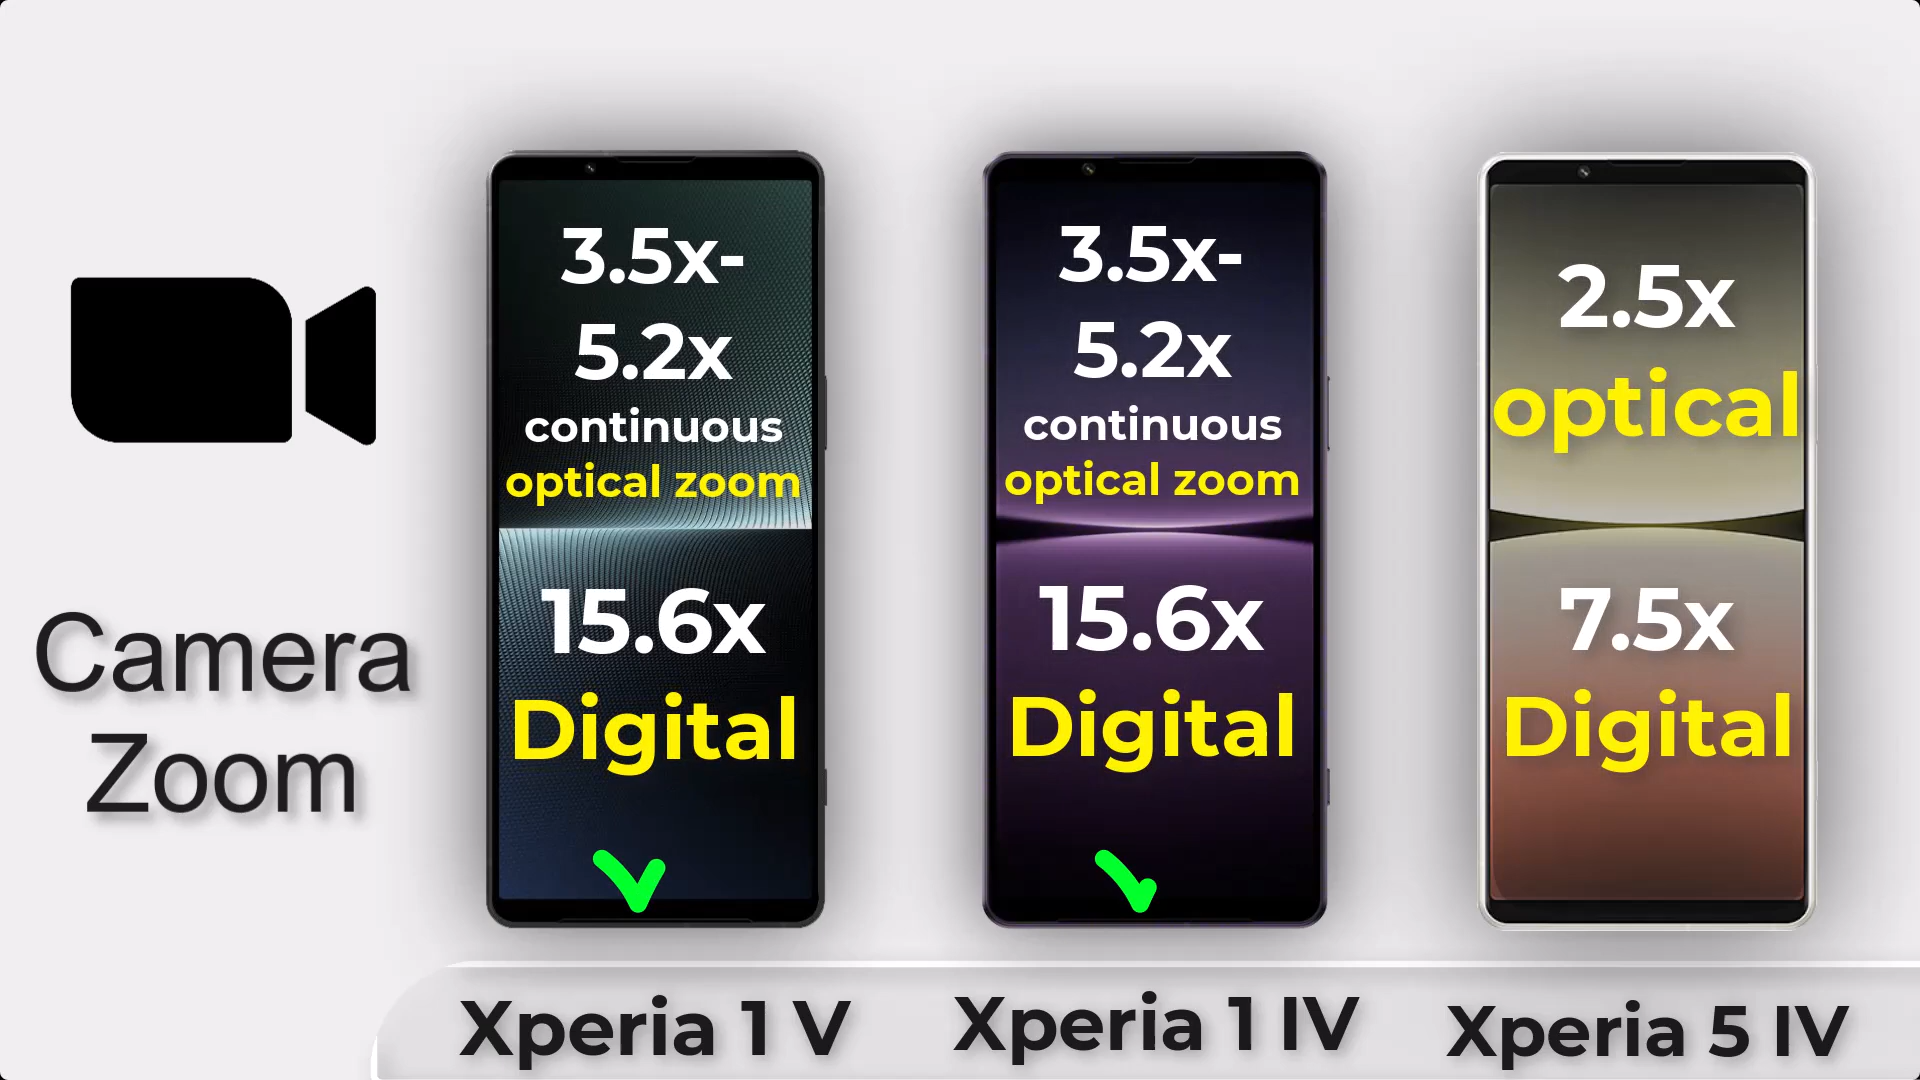 Camera
Zoom
3.5x-
5.2x
continuous
optical zoom
15.6x
Digital
Xperia 1 V
3.5x-
5.2x
continuous
optical zoom
15.6x
Digital
Xperia 1 IV
2.5x
optical
7.5x
Digital
Xperia 5 IV